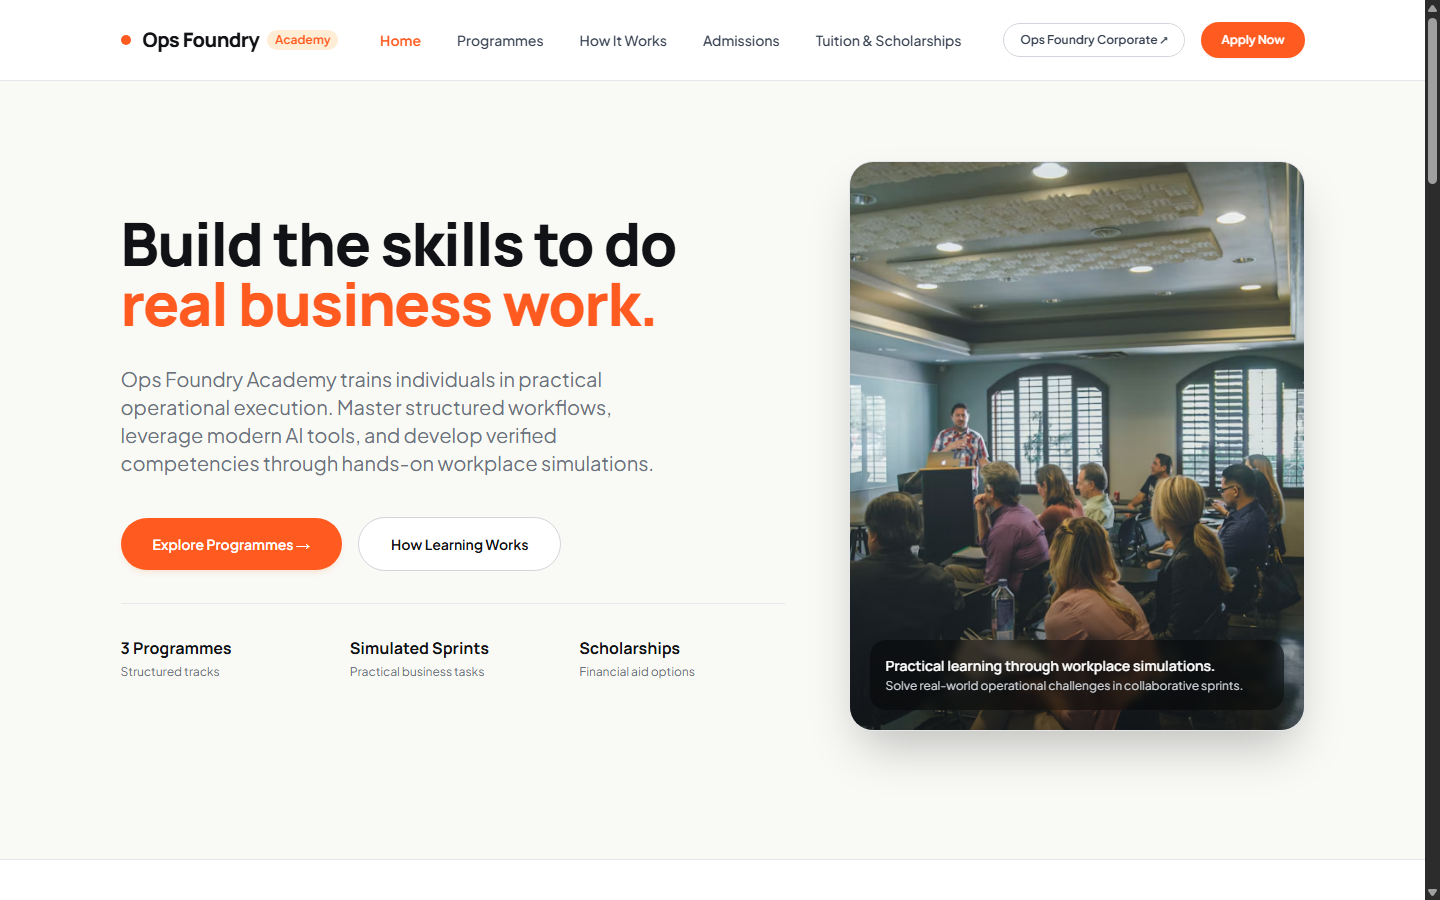 Ops Foundry Academy Home Programmes How It Works Admissions Tuition & Scholarships Ops Foundry Corporate ↗ Apply Now
Build the skills to do
real business work.
Ops Foundry Academy trains individuals in practical
operational execution. Master structured workflows,
leverage modern AI tools, and develop verified
competencies through hands-on workplace simulations.
Explore Programmes → How Learning Works
3 Programmes Simulated Sprints Scholarships
Structured tracks Practical business tasks Financial aid options
Practical learning through workplace simulations.
Solve real-world operational challenges in collaborative sprints.